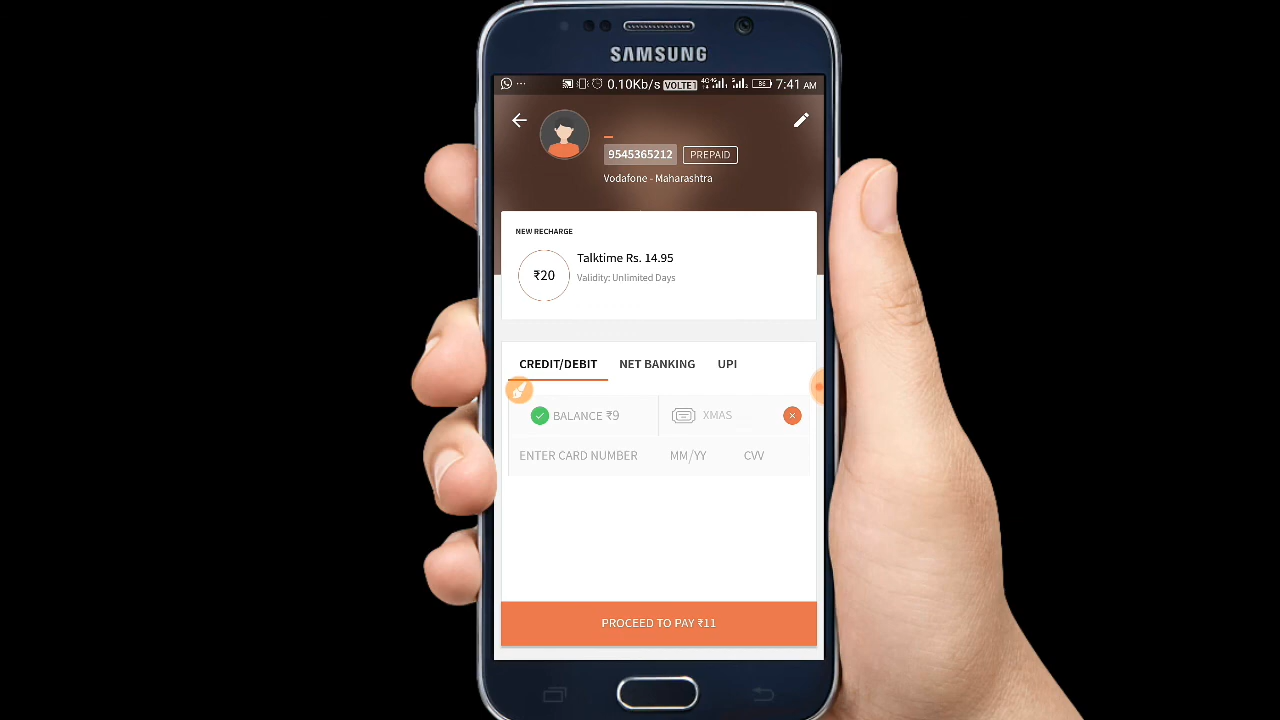 SAMSUNG
... 0.10Kb/s VOLTE1 4G 86 7:41 AM
9545365212 PREPAID
Vodafone - Maharashtra
NEW RECHARGE
₹20
Talktime Rs. 14.95
Validity: Unlimited Days
CREDIT/DEBIT NET BANKING UPI
BALANCE ₹9 XMAS
ENTER CARD NUMBER MM/YY CVV
PROCEED TO PAY ₹11